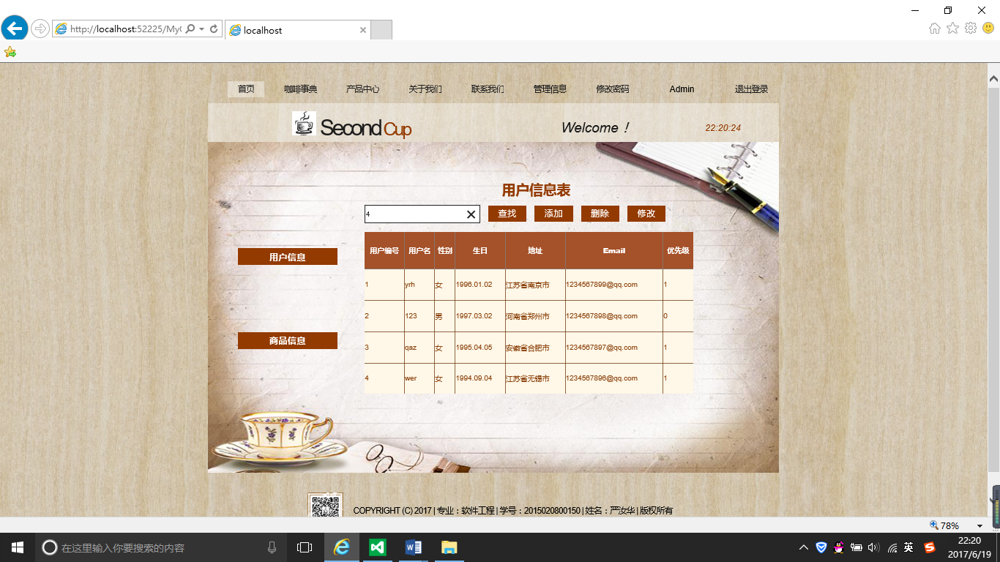 http://localhost:52225/My
localhost
首页 咖啡事典 产品中心 关于我们 联系我们 管理信息 修改密码 Admin 退出登录
Second Cup Welcome！ 22:20:24
用户信息表
4 查找 添加 删除 修改
用户编号 用户名 性别 生日 地址 Email 优先级
用户信息
1 yrh 女 1996.01.02 江苏省南京市 1234567899@qq.com 1
2 123 男 1997.03.02 河南省郑州市 1234567898@qq.com 0
商品信息
3 qaz 女 1995.04.05 安徽省合肥市 1234567897@qq.com 1
4 wer 女 1994.09.04 江苏省无锡市 1234567896@qq.com 1
COPYRIGHT (C) 2017 | 专业：软件工程 | 学号：2015020800150 | 姓名：严汝华 | 版权所有
78%
在这里输入你要搜索的内容
英
22:20
2017/6/19